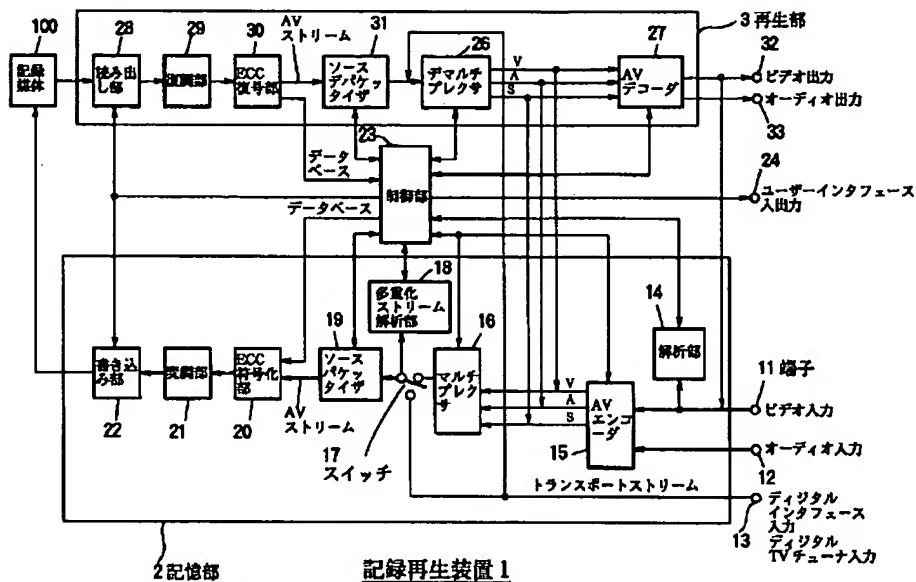 3 再生部
100
記録
媒体
28
読み出
し部
29
復調部
30
ECC
復号部
AV
ストリーム
31
ソース
デパケッ
タイザ
26
デマルチ
プレクサ
V
A
S
27
AV
デコーダ
32
ビデオ出力
オーディオ出力
33
23
制御部
データ
ベース
データベース
24
ユーザーインタフェース
入出力
18
多重化
ストリーム
解析部
14
解析部
19
ソース
パケッ
タイザ
16
マルチ
プレク
サ
V
A
S
AV
エンコ
ーダ
15
11 端子
ビデオ入力
オーディオ入力
12
書き込
み部
22
変調部
21
ECC
符号化
部
20
AV
ストリーム
17
スイッチ
トランスポートストリーム
13
ディジタル
インタフェース
入力
ディジタル
TVチューナ入力
2 記憶部
記録再生装置 1